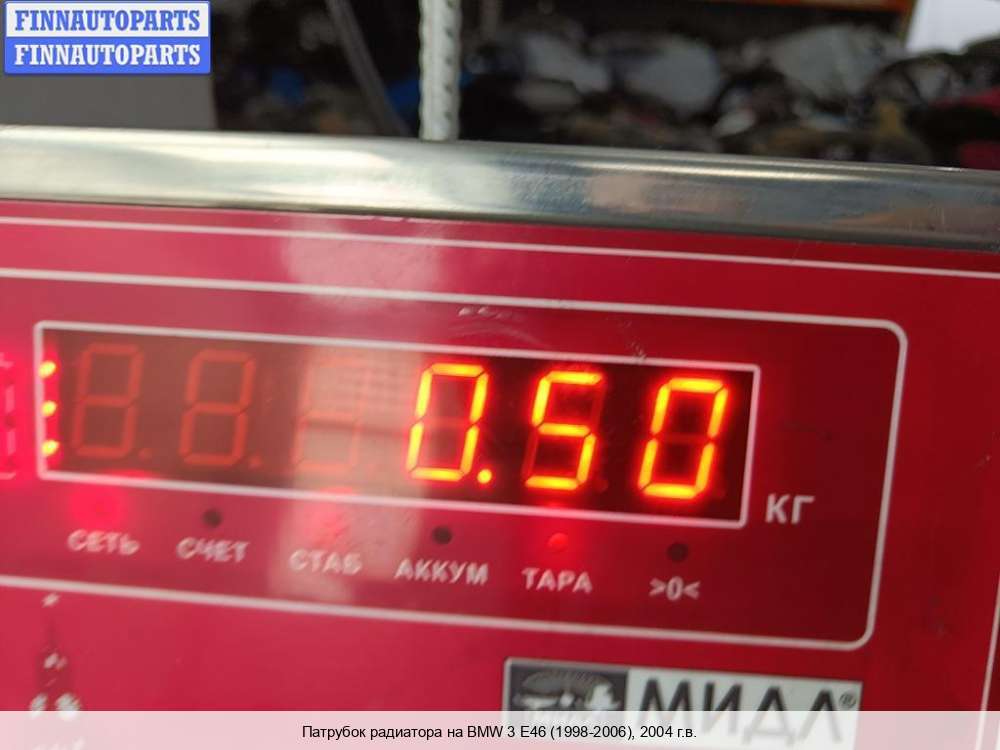 FINNAUTOPARTS
FINNAUTOPARTS
0.50
КГ
СЕТЬ СЧЕТ СТАБ АККУМ ТАРА >0<
МИДЛ®
Патрубок радиатора на BMW 3 E46 (1998-2006), 2004 г.в.